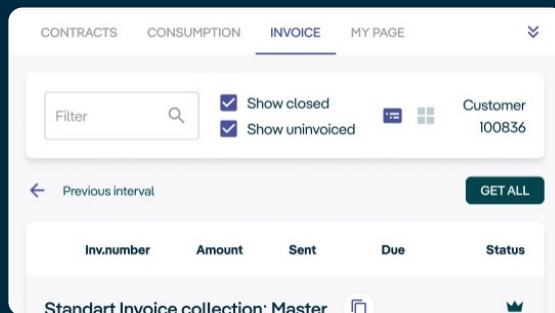 CONTRACTS CONSUMPTION INVOICE MY PAGE
Filter
Show closed
Show uninvoiced
Customer
100836
Previous interval
GET ALL
Inv.number Amount Sent Due Status
Standart Invoice collection: Master